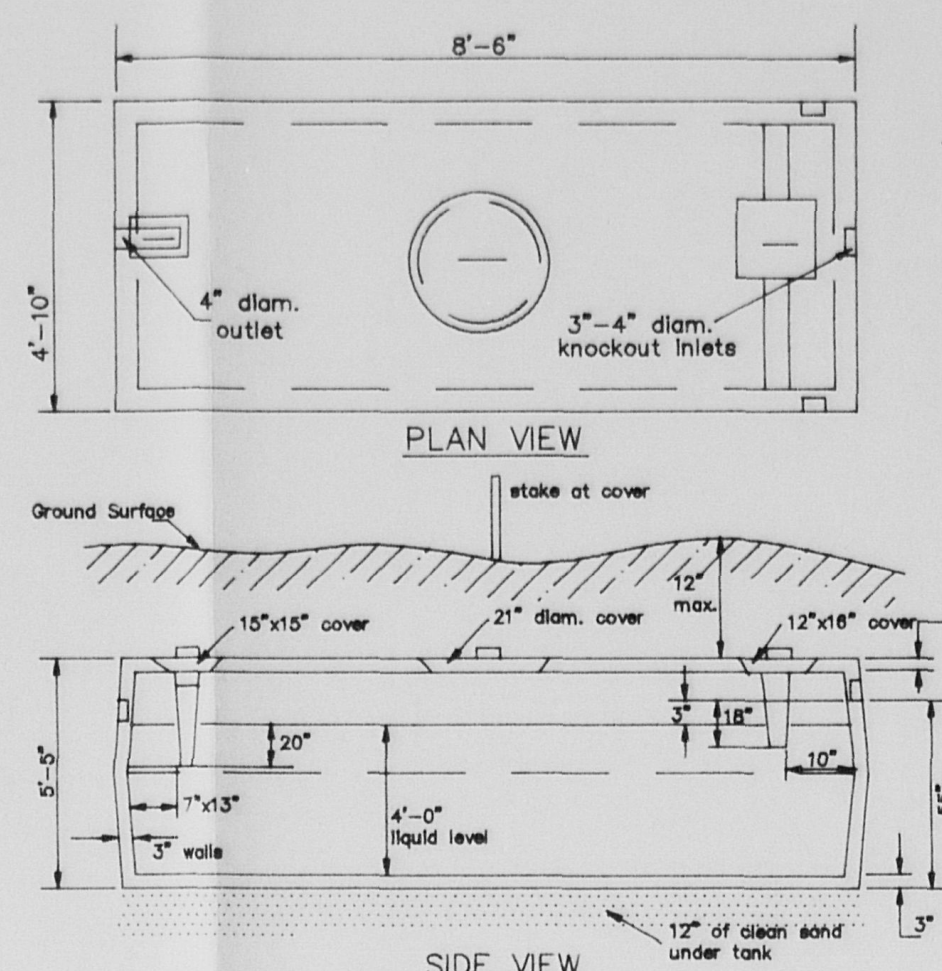 8'-6"
4'-10"
4" diam.
outlet
3"-4" diam.
knockout inlets
PLAN VIEW
stake at cover
Ground Surface
12"
max.
15"x15" cover
21" diam. cover
12"x16" cover
3"
18"
20"
10"
5'-5"
7"x13"
4'-0"
liquid level
55"
3" walls
3"
12" of clean sand
under tank
SIDE VIEW